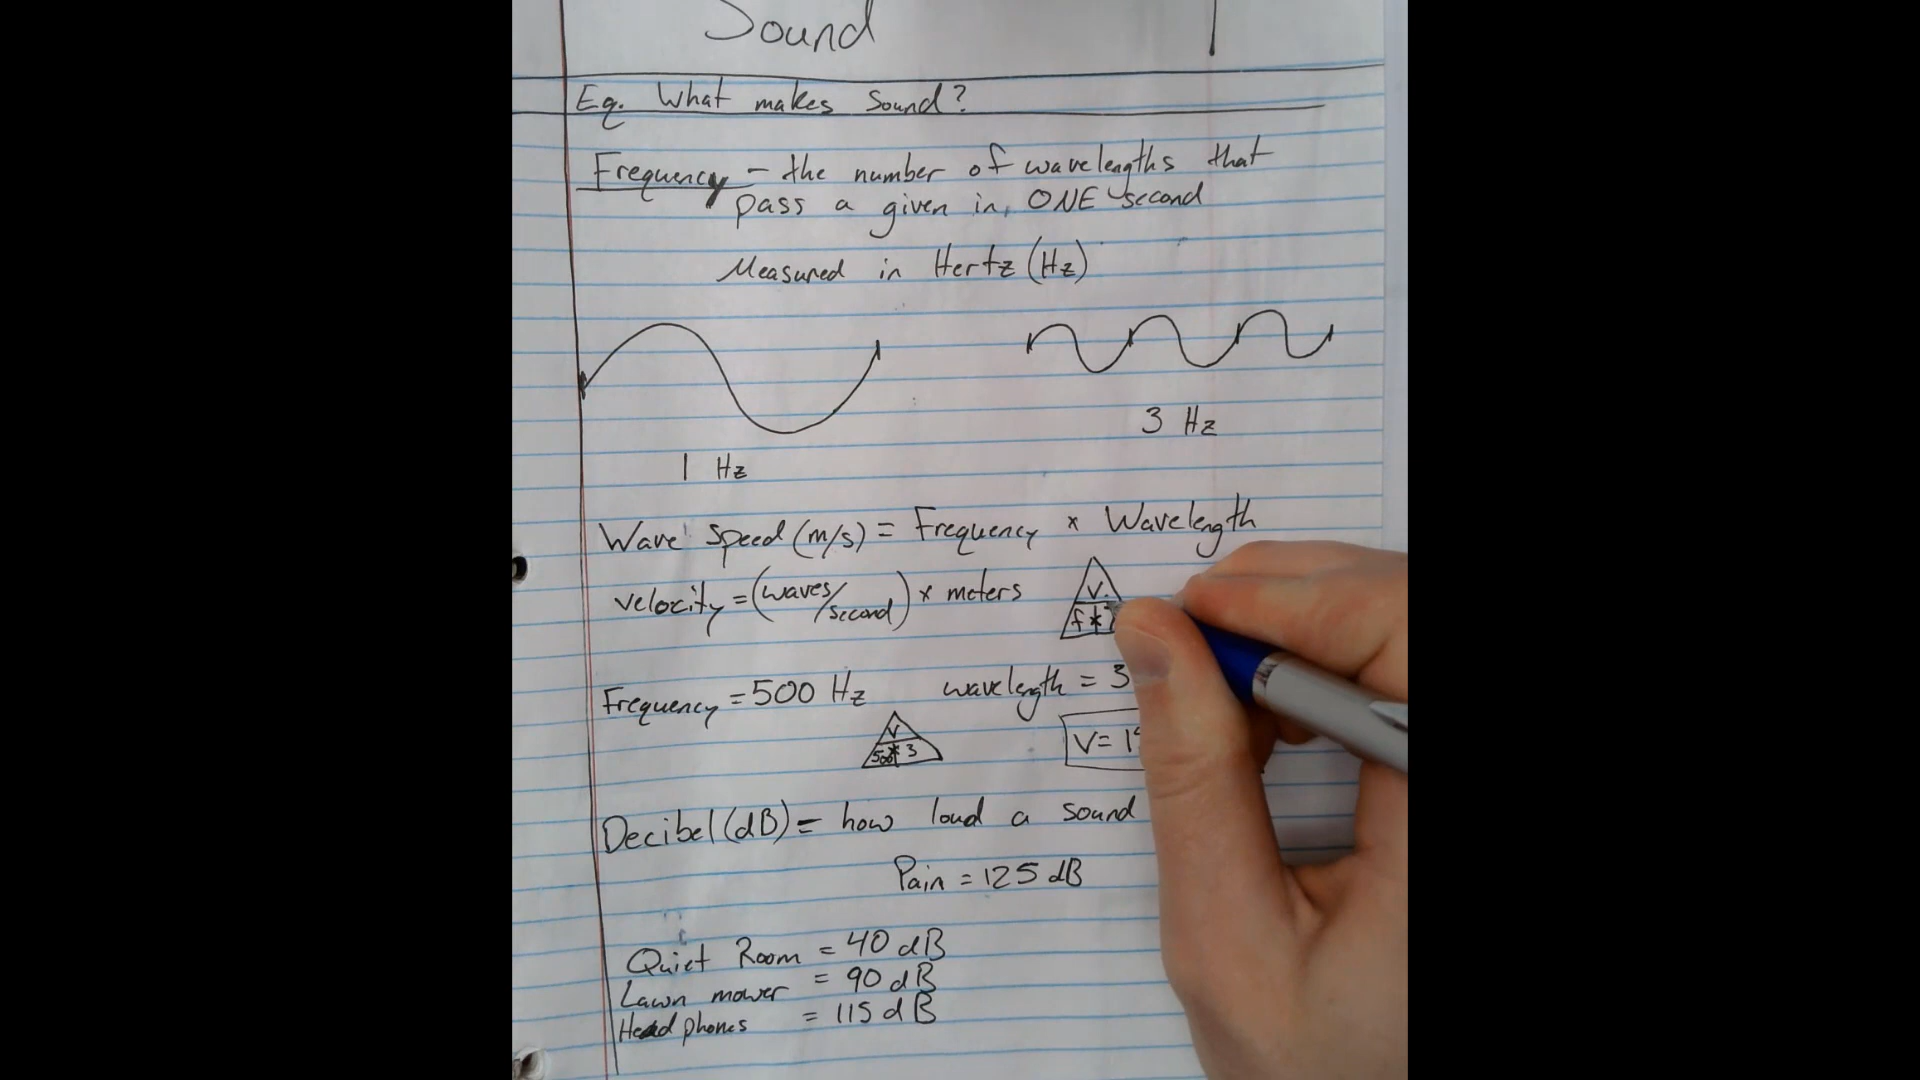 Sound
Eq. What makes Sound?
Frequency – the number of wavelengths that
pass a given in, ONE second
Measured in Hertz (Hz)
3 Hz
1 Hz
Wave Speed (m/s) = Frequency × Wavelength
velocity = (waves/second) × meters
V
f *
Frequency = 500 Hz wavelength = 3
V
500 * 3
V = 1
Decibel (dB) = how loud a sound
Pain = 125 dB
Quiet Room = 40 dB
Lawn mower = 90 dB
Headphones = 115 dB